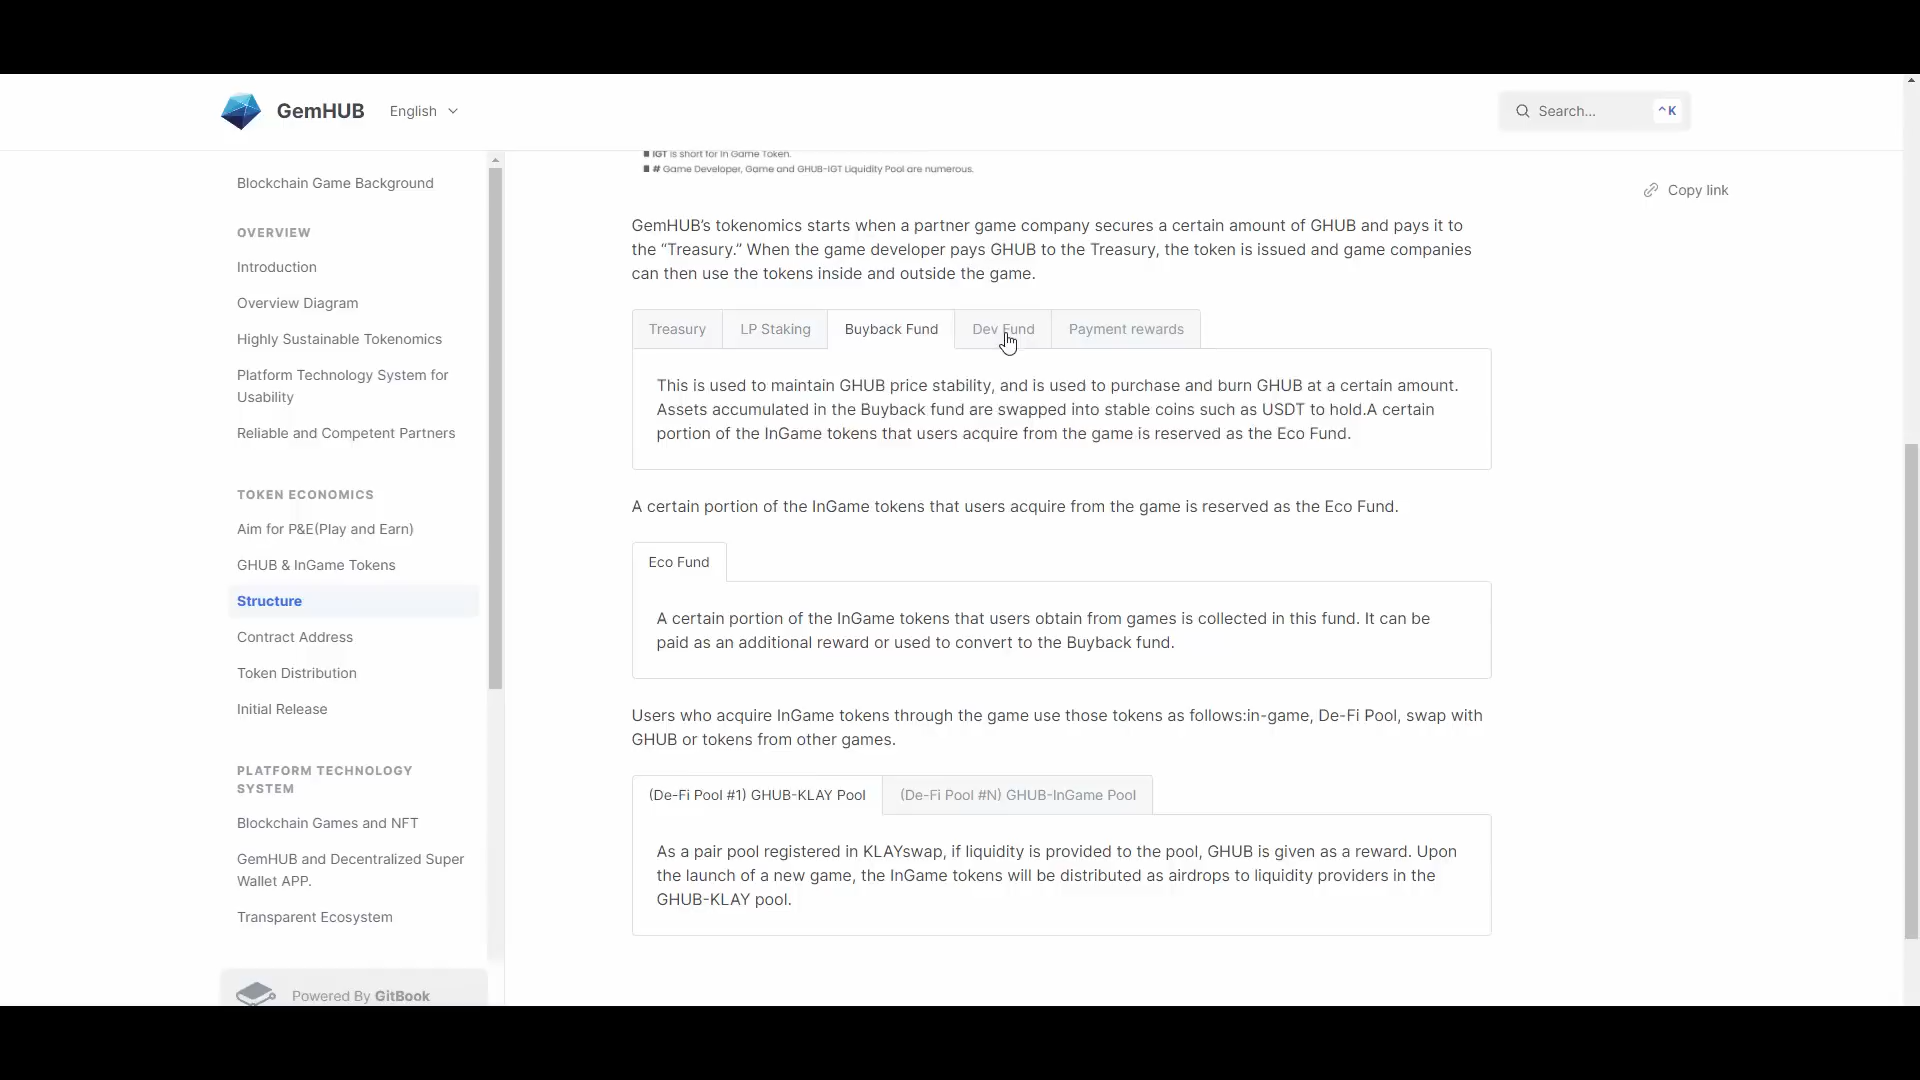 GemHUB
English
Search...
^K
IGT is short for In Game Token.
# Game Developer, Game and GHUB-IGT Liquidity Pool are numerous.
Copy link
Blockchain Game Background
OVERVIEW
Introduction
Overview Diagram
Highly Sustainable Tokenomics
Platform Technology System for
Usability
Reliable and Competent Partners
TOKEN ECONOMICS
Aim for P&E(Play and Earn)
GHUB & InGame Tokens
Structure
Contract Address
Token Distribution
Initial Release
PLATFORM TECHNOLOGY
SYSTEM
Blockchain Games and NFT
GemHUB and Decentralized Super
Wallet APP.
Transparent Ecosystem
Powered By GitBook
GemHUB’s tokenomics starts when a partner game company secures a certain amount of GHUB and pays it to
the “Treasury.” When the game developer pays GHUB to the Treasury, the token is issued and game companies
can then use the tokens inside and outside the game.
Treasury LP Staking Buyback Fund Dev Fund Payment rewards
This is used to maintain GHUB price stability, and is used to purchase and burn GHUB at a certain amount.
Assets accumulated in the Buyback fund are swapped into stable coins such as USDT to hold.A certain
portion of the InGame tokens that users acquire from the game is reserved as the Eco Fund.
A certain portion of the InGame tokens that users acquire from the game is reserved as the Eco Fund.
Eco Fund
A certain portion of the InGame tokens that users obtain from games is collected in this fund. It can be
paid as an additional reward or used to convert to the Buyback fund.
Users who acquire InGame tokens through the game use those tokens as follows:in-game, De-Fi Pool, swap with
GHUB or tokens from other games.
(De-Fi Pool #1) GHUB-KLAY Pool (De-Fi Pool #N) GHUB-InGame Pool
As a pair pool registered in KLAYswap, if liquidity is provided to the pool, GHUB is given as a reward. Upon
the launch of a new game, the InGame tokens will be distributed as airdrops to liquidity providers in the
GHUB-KLAY pool.